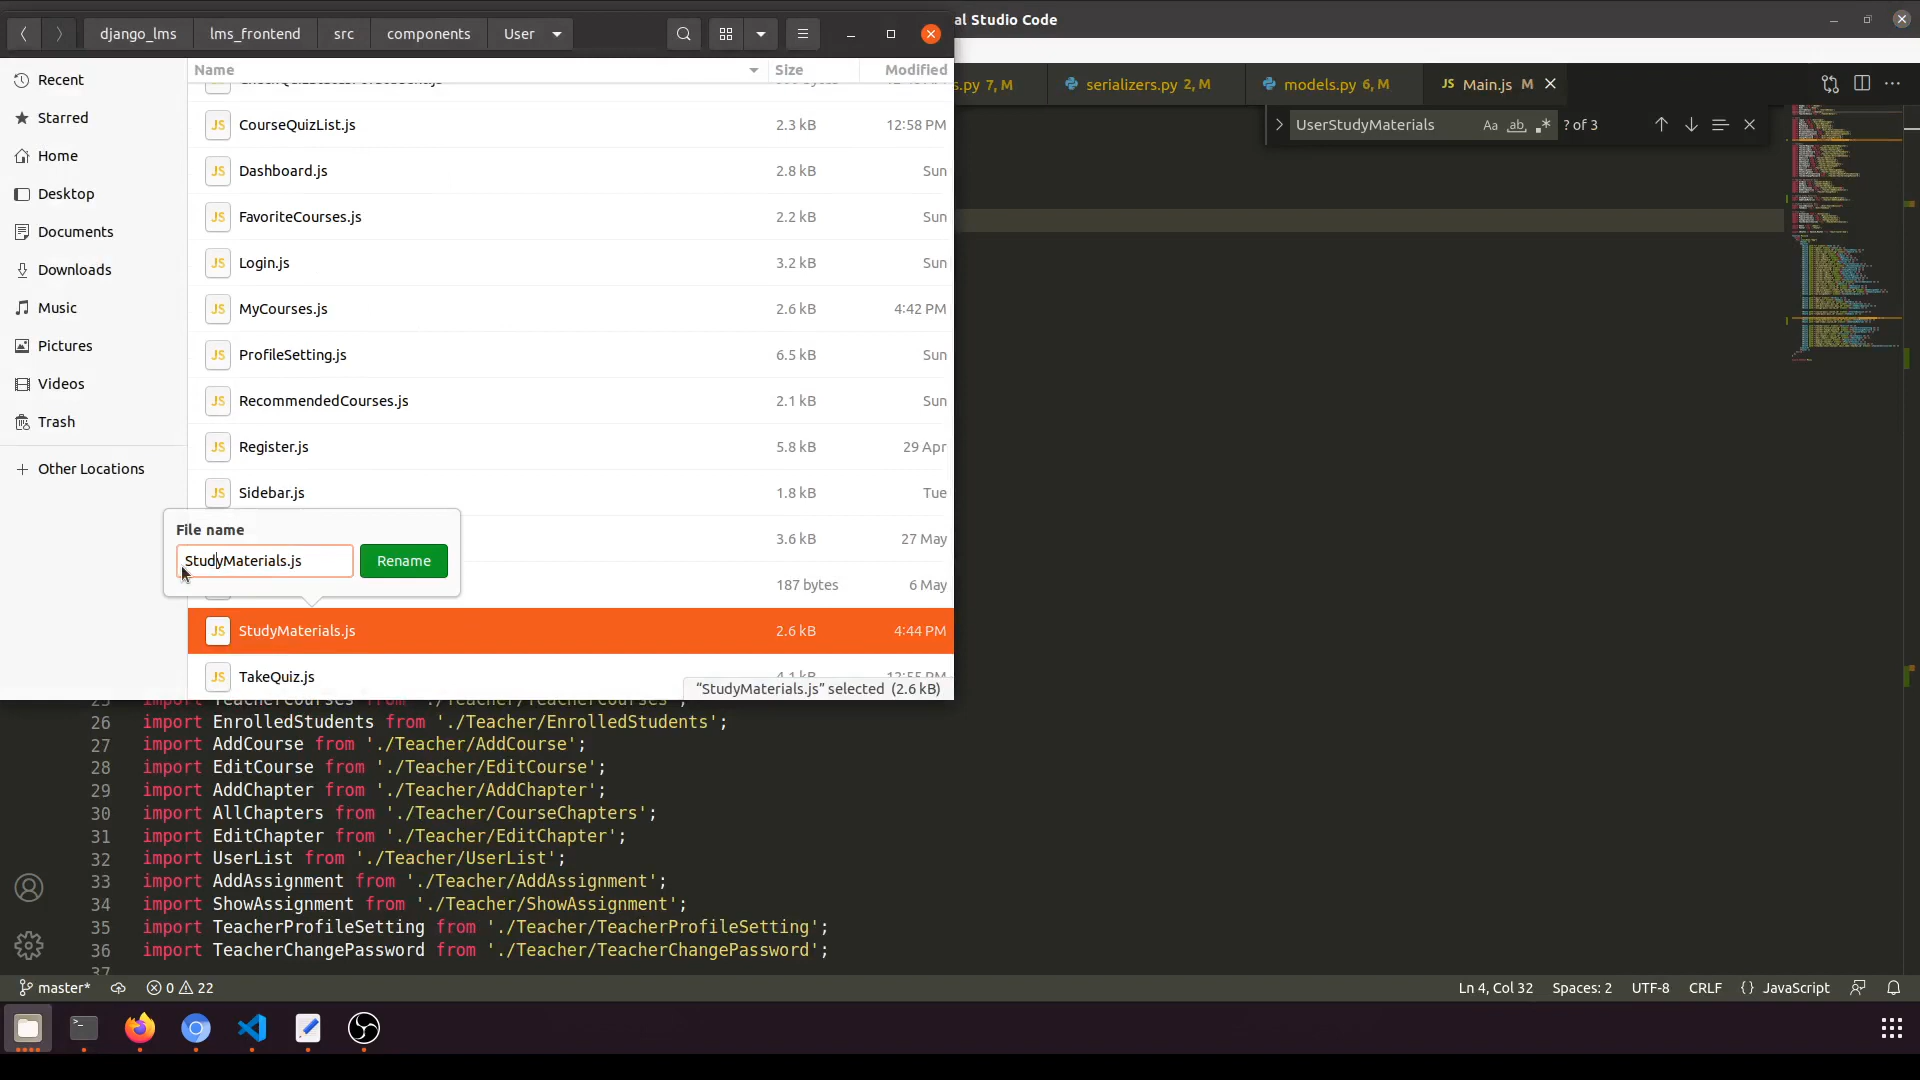 al Studio Code
django_lms
lms_frontend
src
components
User
Recent
Starred
Home
Desktop
Documents
Downloads
Music
Pictures
Videos
Trash
Other Locations
Name
Size
Modified
CourseQuizList.js
2.3 kB
12:58 PM
Dashboard.js
2.8 kB
Sun
FavoriteCourses.js
2.2 kB
Sun
Login.js
3.2 kB
Sun
MyCourses.js
2.6 kB
4:42 PM
ProfileSetting.js
6.5 kB
Sun
RecommendedCourses.js
2.1 kB
Sun
Register.js
5.8 kB
29 Apr
Sidebar.js
1.8 kB
Tue
3.6 kB
27 May
187 bytes
6 May
StudyMaterials.js
2.6 kB
4:44 PM
TakeQuiz.js
4.1 kB
12:55 PM
File name
StudyMaterials.js
Rename
"StudyMaterials.js" selected (2.6 kB)
s.py 7, M
serializers.py 2, M
models.py 6, M
JS Main.js M
UserStudyMaterials
Aa
ab
? of 3
25 import TeacherCourses from './Teacher/TeacherCourses';
26 import EnrolledStudents from './Teacher/EnrolledStudents';
27 import AddCourse from './Teacher/AddCourse';
28 import EditCourse from './Teacher/EditCourse';
29 import AddChapter from './Teacher/AddChapter';
30 import AllChapters from './Teacher/CourseChapters';
31 import EditChapter from './Teacher/EditChapter';
32 import UserList from './Teacher/UserList';
33 import AddAssignment from './Teacher/AddAssignment';
34 import ShowAssignment from './Teacher/ShowAssignment';
35 import TeacherProfileSetting from './Teacher/TeacherProfileSetting';
36 import TeacherChangePassword from './Teacher/TeacherChangePassword';
37
master*
0
22
Ln 4, Col 32
Spaces: 2
UTF-8
CRLF
{} JavaScript